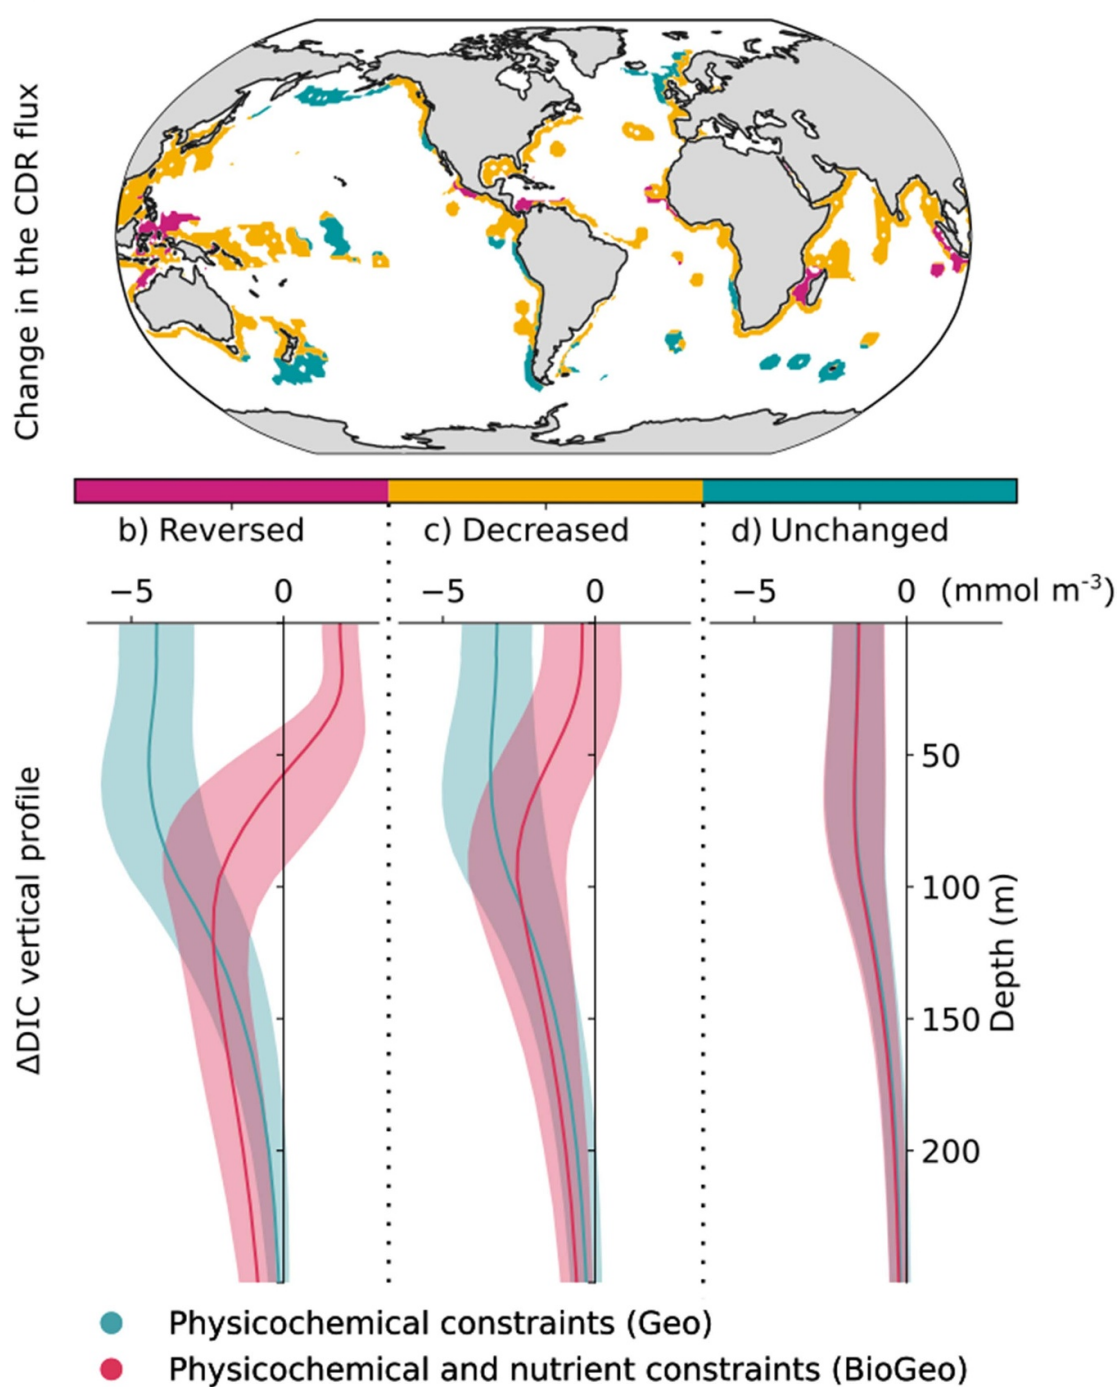 Change in the CDR flux
b) Reversed
c) Decreased
d) Unchanged
−5 0 −5 0 −5 0 (mmol m⁻³)
ΔDIC vertical profile
50
100
150
200
Depth (m)
Physicochemical constraints (Geo)
Physicochemical and nutrient constraints (BioGeo)